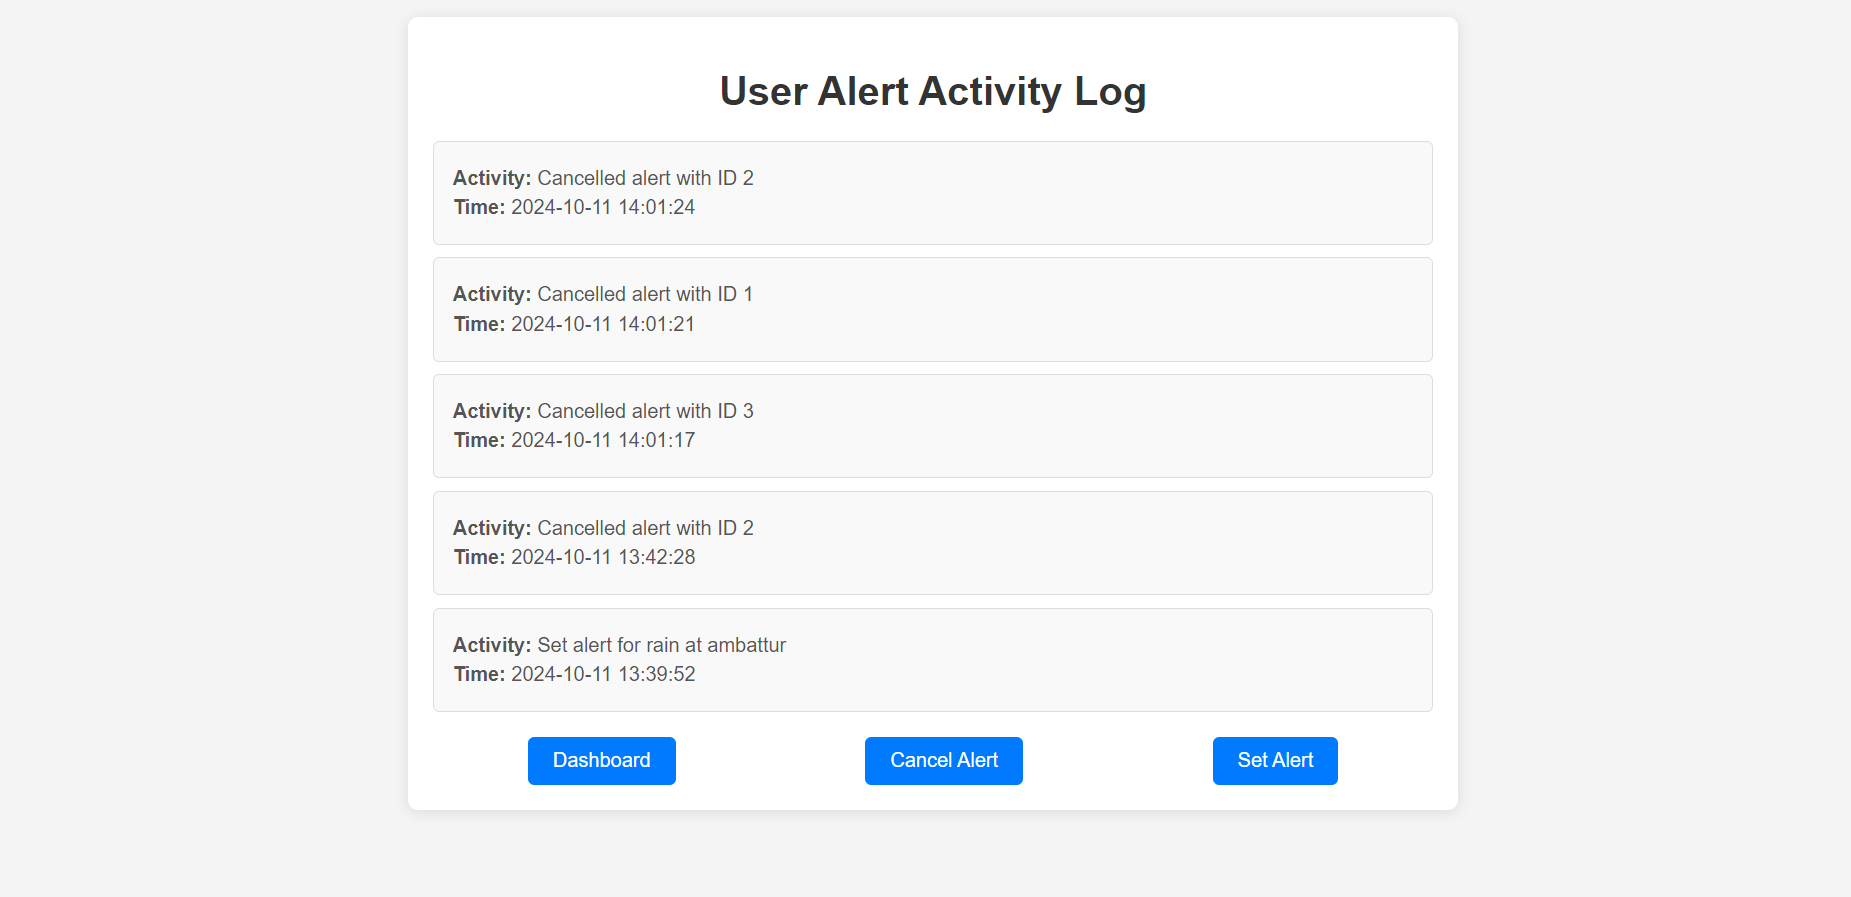 User Alert Activity Log
Activity: Cancelled alert with ID 2
Time: 2024-10-11 14:01:24
Activity: Cancelled alert with ID 1
Time: 2024-10-11 14:01:21
Activity: Cancelled alert with ID 3
Time: 2024-10-11 14:01:17
Activity: Cancelled alert with ID 2
Time: 2024-10-11 13:42:28
Activity: Set alert for rain at ambattur
Time: 2024-10-11 13:39:52
Dashboard Cancel Alert Set Alert